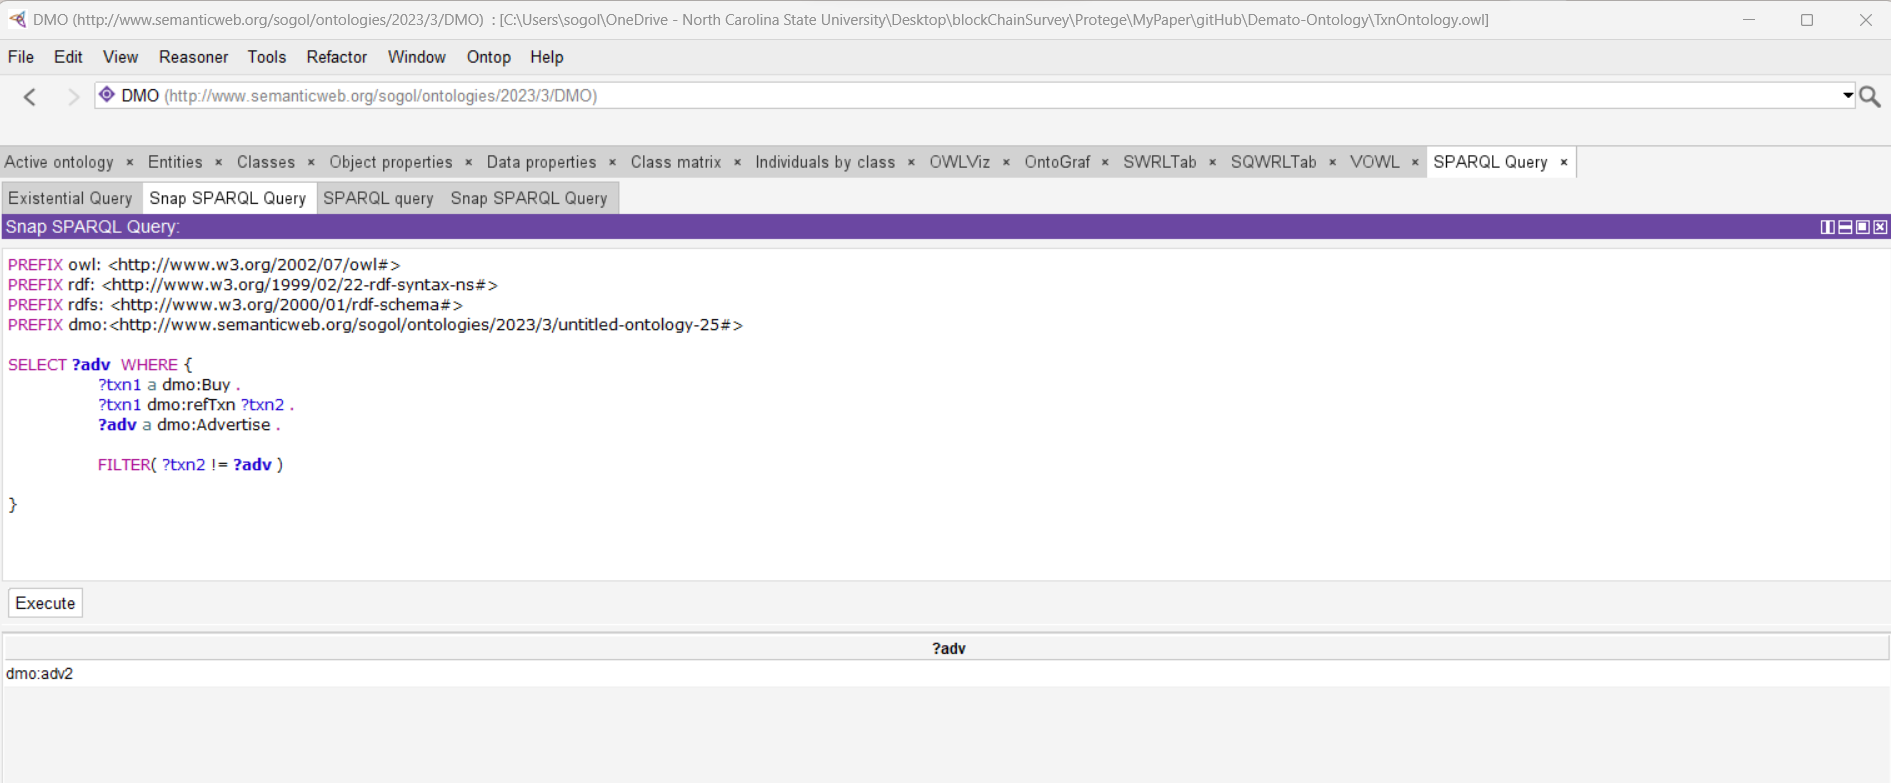 DMO (http://www.semanticweb.org/sogol/ontologies/2023/3/DMO) : [C:\Users\sogol\OneDrive - North Carolina State University\Desktop\blockChainSurvey\Protege\MyPaper\gitHub\Demato-Ontology\TxnOntology.owl]
File Edit View Reasoner Tools Refactor Window Ontop Help
DMO (http://www.semanticweb.org/sogol/ontologies/2023/3/DMO)
Active ontology × Entities × Classes × Object properties × Data properties × Class matrix × Individuals by class × OWLViz × OntoGraf × SWRLTab × SQWRLTab × VOWL × SPARQL Query ×
Existential Query Snap SPARQL Query SPARQL query Snap SPARQL Query
Snap SPARQL Query:
PREFIX owl: <http://www.w3.org/2002/07/owl#>
PREFIX rdf: <http://www.w3.org/1999/02/22-rdf-syntax-ns#>
PREFIX rdfs: <http://www.w3.org/2000/01/rdf-schema#>
PREFIX dmo:<http://www.semanticweb.org/sogol/ontologies/2023/3/untitled-ontology-25#>
SELECT ?adv WHERE {
?txn1 a dmo:Buy .
?txn1 dmo:refTxn ?txn2 .
?adv a dmo:Advertise .
FILTER( ?txn2 != ?adv )
}
Execute
?adv
dmo:adv2